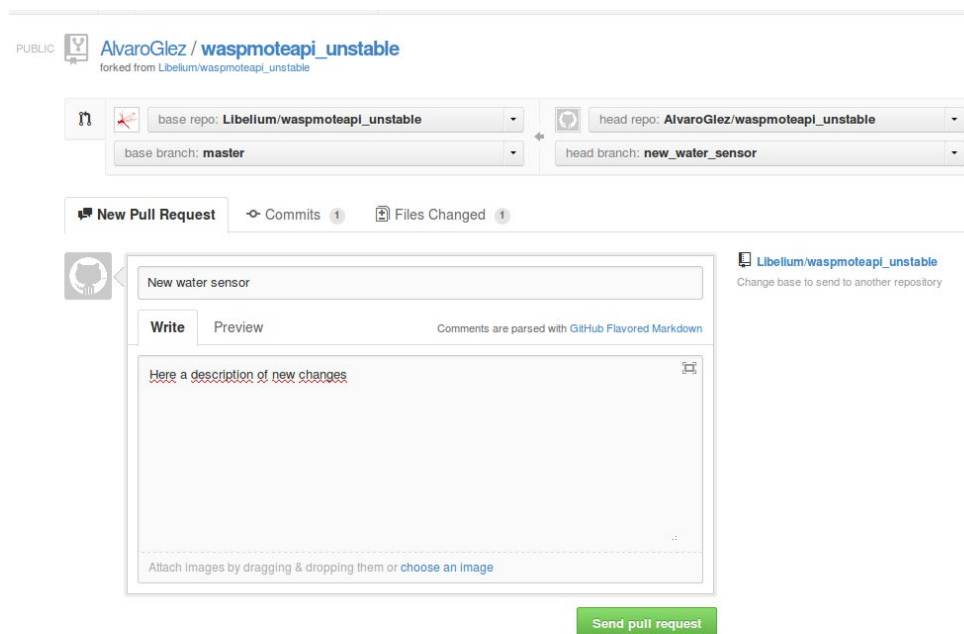 PUBLIC AlvaroGlez / waspmoteapi_unstable
forked from Libelium/waspmoteapi_unstable
base repo: Libelium/waspmoteapi_unstable head repo: AlvaroGlez/waspmoteapi_unstable
base branch: master head branch: new_water_sensor
New Pull Request Commits 1 Files Changed 1
Libelium/waspmoteapi_unstable
Change base to send to another repository
New water sensor
Write Preview Comments are parsed with GitHub Flavored Markdown
Here a description of new changes
Attach images by dragging & dropping them or choose an image
Send pull request